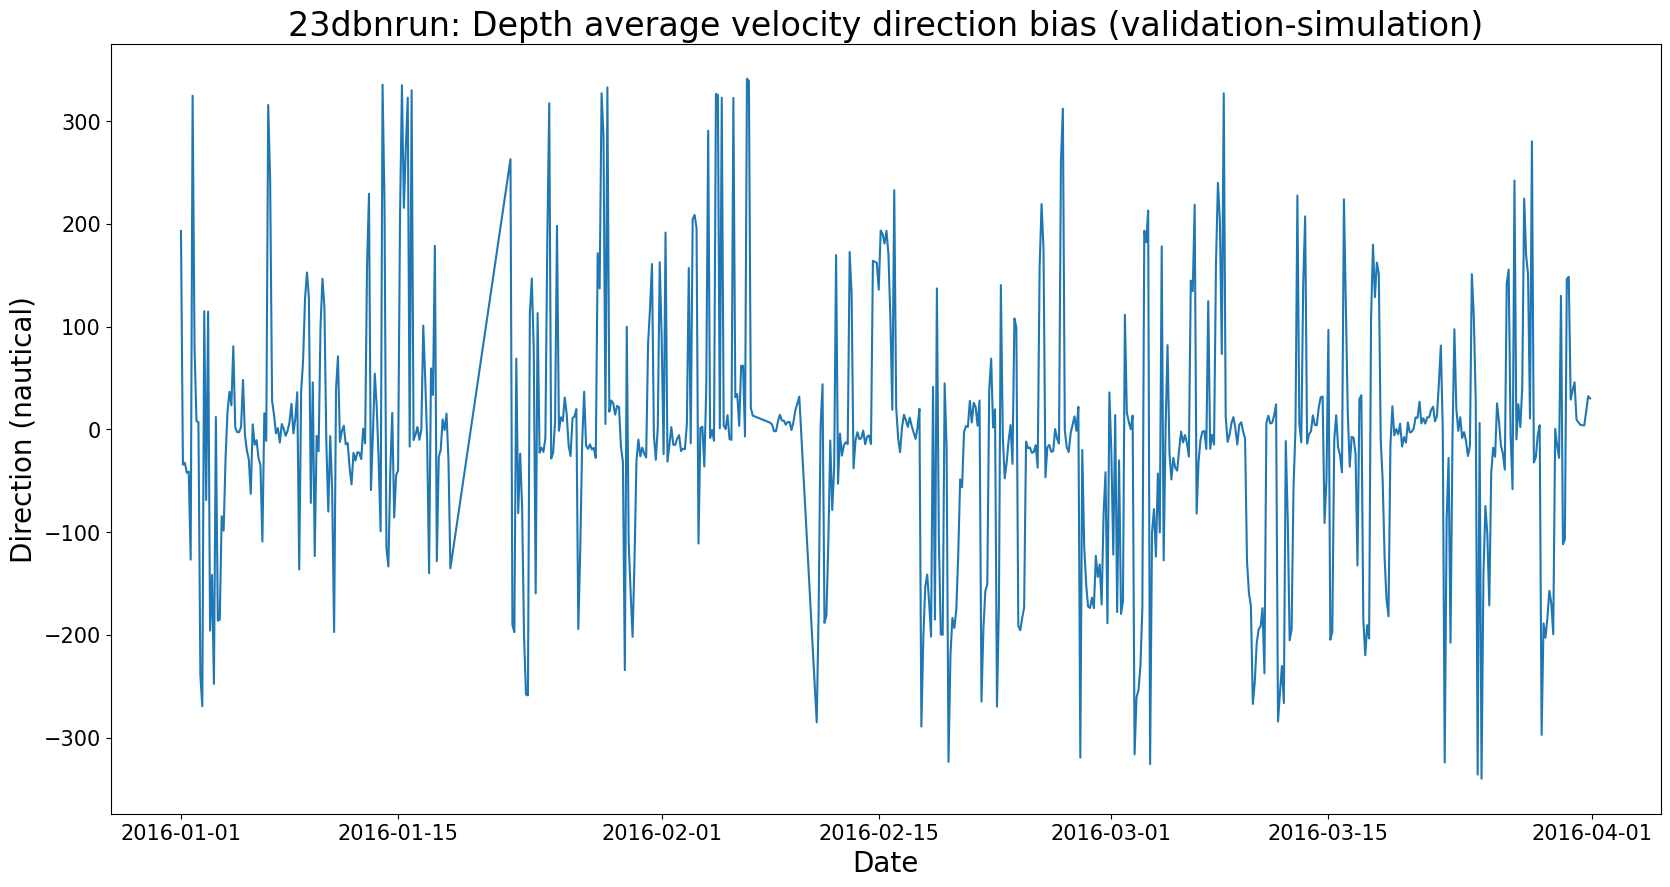 23dbnrun: Depth average velocity direction bias (validation-simulation)
Direction (nautical)
300
200
100
0
−100
−200
−300
2016-01-01 2016-01-15 2016-02-01 2016-02-15 2016-03-01 2016-03-15 2016-04-01
Date